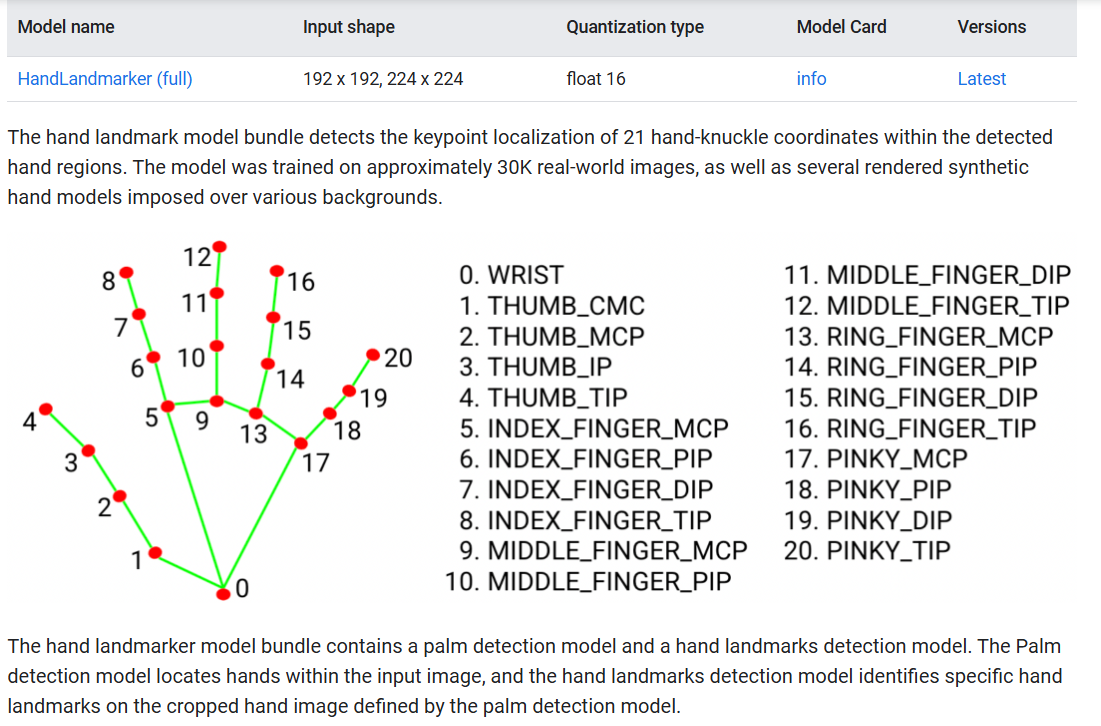 Model name Input shape Quantization type Model Card Versions
HandLandmarker (full) 192 x 192, 224 x 224 float 16 info Latest
The hand landmark model bundle detects the keypoint localization of 21 hand-knuckle coordinates within the detected
hand regions. The model was trained on approximately 30K real-world images, as well as several rendered synthetic
hand models imposed over various backgrounds.
12
8
16
11
7
15
10
20
6
14
19
4
5
9
13
18
3
17
2
1
0
0. WRIST
1. THUMB_CMC
2. THUMB_MCP
3. THUMB_IP
4. THUMB_TIP
5. INDEX_FINGER_MCP
6. INDEX_FINGER_PIP
7. INDEX_FINGER_DIP
8. INDEX_FINGER_TIP
9. MIDDLE_FINGER_MCP
10. MIDDLE_FINGER_PIP
11. MIDDLE_FINGER_DIP
12. MIDDLE_FINGER_TIP
13. RING_FINGER_MCP
14. RING_FINGER_PIP
15. RING_FINGER_DIP
16. RING_FINGER_TIP
17. PINKY_MCP
18. PINKY_PIP
19. PINKY_DIP
20. PINKY_TIP
The hand landmarker model bundle contains a palm detection model and a hand landmarks detection model. The Palm
detection model locates hands within the input image, and the hand landmarks detection model identifies specific hand
landmarks on the cropped hand image defined by the palm detection model.